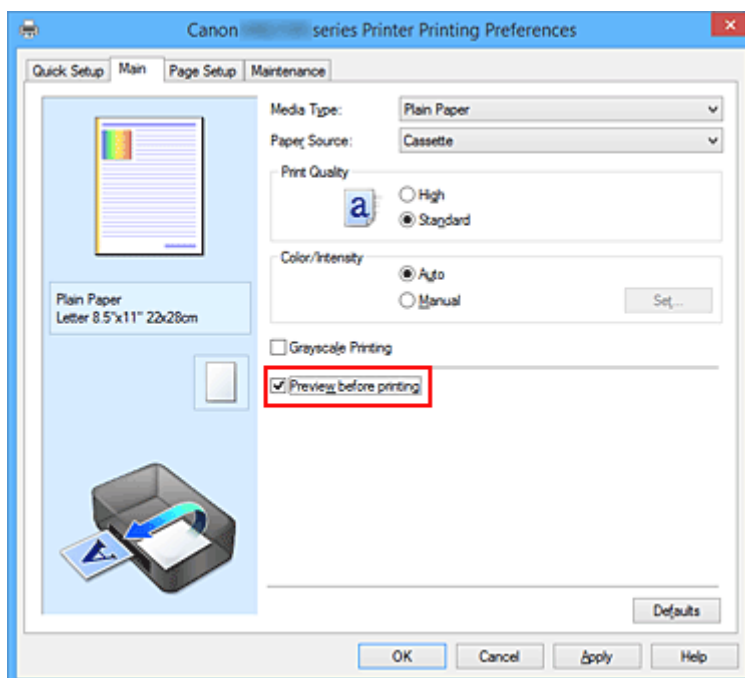 Canon series Printer Printing Preferences
Quick Setup Main Page Setup Maintenance
Media Type: Plain Paper
Paper Source: Cassette
Print Quality
a
High
Standard
Color/Intensity
Auto
Manual
Set...
Plain Paper
Letter 8.5"x11" 22x28cm
Grayscale Printing
Preview before printing
A
Defaults
OK Cancel Apply Help